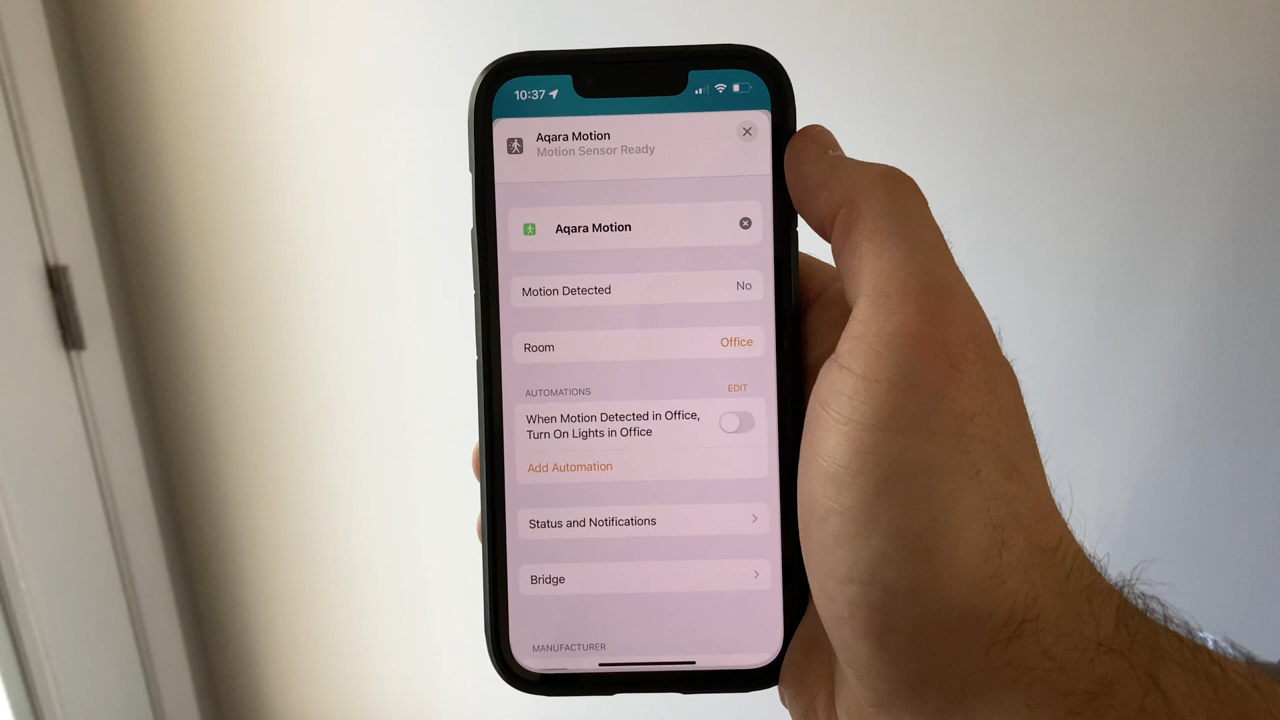 10:37
Aqara Motion
Motion Sensor Ready
Aqara Motion
Motion Detected No
Room Office
AUTOMATIONS EDIT
When Motion Detected in Office,
Turn On Lights in Office
Add Automation
Status and Notifications
Bridge
MANUFACTURER